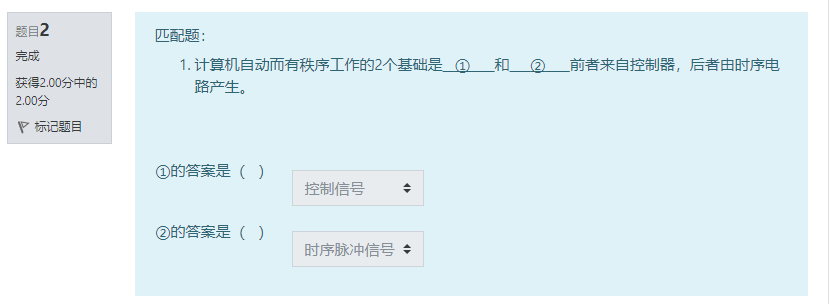 题目2
完成
获得2.00分中的
2.00分
标记题目
匹配题:
1. 计算机自动而有秩序工作的2个基础是__①____和___②____前者来自控制器，后者由时序电
路产生。
①的答案是（　）
控制信号
②的答案是（　）
时序脉冲信号